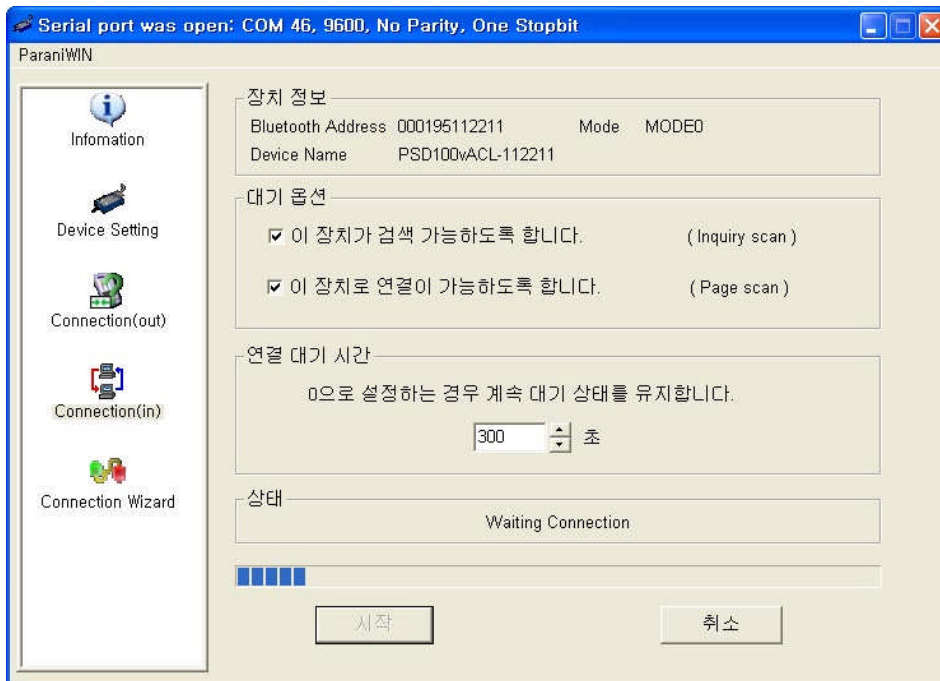 Serial port was open: COM 46, 9600, No Parity, One Stopbit
ParaniWIN
Infomation
Device Setting
Connection(out)
Connection(in)
Connection Wizard
장치 정보
Bluetooth Address 000195112211 Mode MODE0
Device Name PSD100vACL-112211
대기 옵션
이 장치가 검색 가능하도록 합니다. ( Inquiry scan )
이 장치로 연결이 가능하도록 합니다. ( Page scan )
연결 대기 시간
0으로 설정하는 경우 계속 대기 상태를 유지합니다.
300 초
상태
Waiting Connection
시작 취소